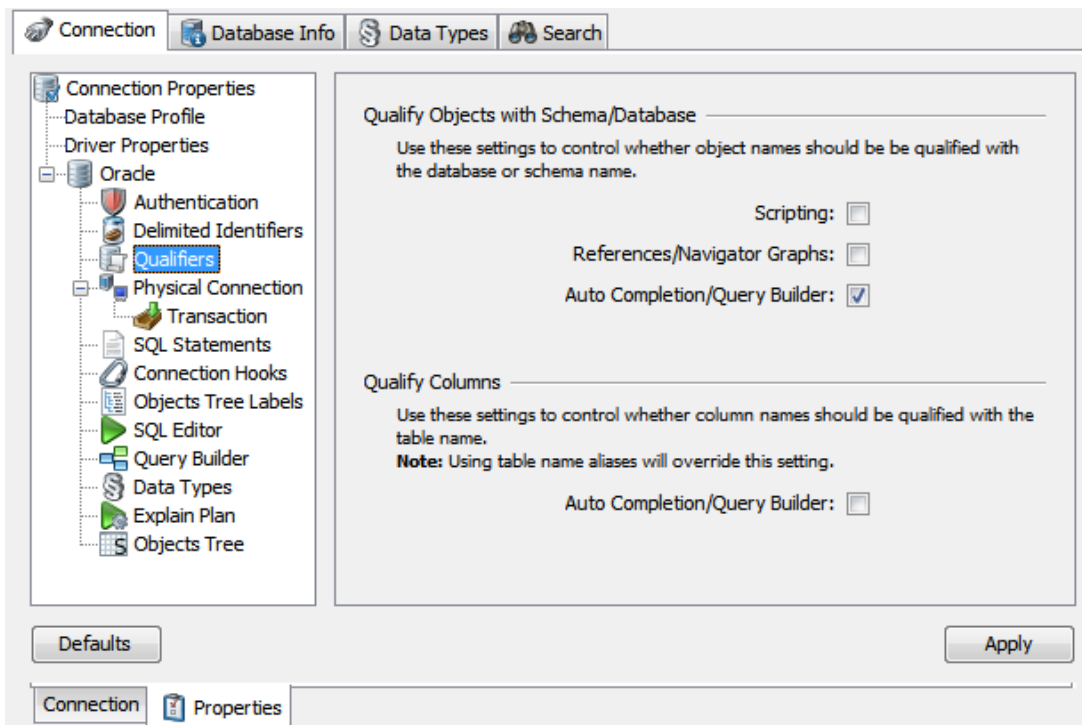 Connection
Database Info
Data Types
Search
Connection Properties
Database Profile
Driver Properties
Oracle
Authentication
Delimited Identifiers
Qualifiers
Physical Connection
Transaction
SQL Statements
Connection Hooks
Objects Tree Labels
SQL Editor
Query Builder
Data Types
Explain Plan
Objects Tree
Qualify Objects with Schema/Database
Use these settings to control whether object names should be be qualified with
the database or schema name.
Scripting:
References/Navigator Graphs:
Auto Completion/Query Builder:
Qualify Columns
Use these settings to control whether column names should be qualified with the
table name.
Note: Using table name aliases will override this setting.
Auto Completion/Query Builder:
Defaults
Apply
Connection
Properties